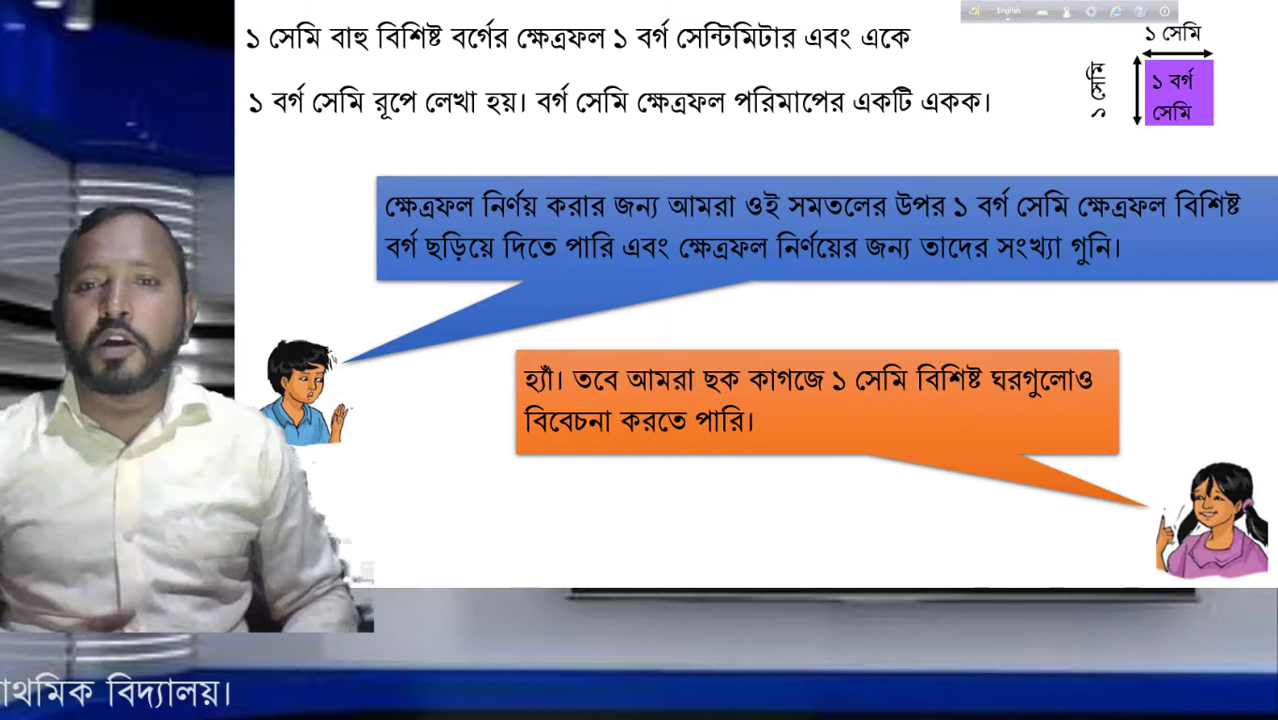 English
১ সেমি বাহু বিশিষ্ট বর্গের ক্ষেত্রফল ১ বর্গ সেন্টিমিটার এবং একে
১ বর্গ সেমি রূপে লেখা হয়। বর্গ সেমি ক্ষেত্রফল পরিমাপের একটি একক।
১ সেমি
১ সেমি
১ বর্গ
সেমি
ক্ষেত্রফল নির্ণয় করার জন্য আমরা ওই সমতলের উপর ১ বর্গ সেমি ক্ষেত্রফল বিশিষ্ট
বর্গ ছড়িয়ে দিতে পারি এবং ক্ষেত্রফল নির্ণয়ের জন্য তাদের সংখ্যা গুনি।
হ্যাঁ। তবে আমরা ছক কাগজে ১ সেমি বিশিষ্ট ঘরগুলোও
বিবেচনা করতে পারি।
াথমিক বিদ্যালয়।